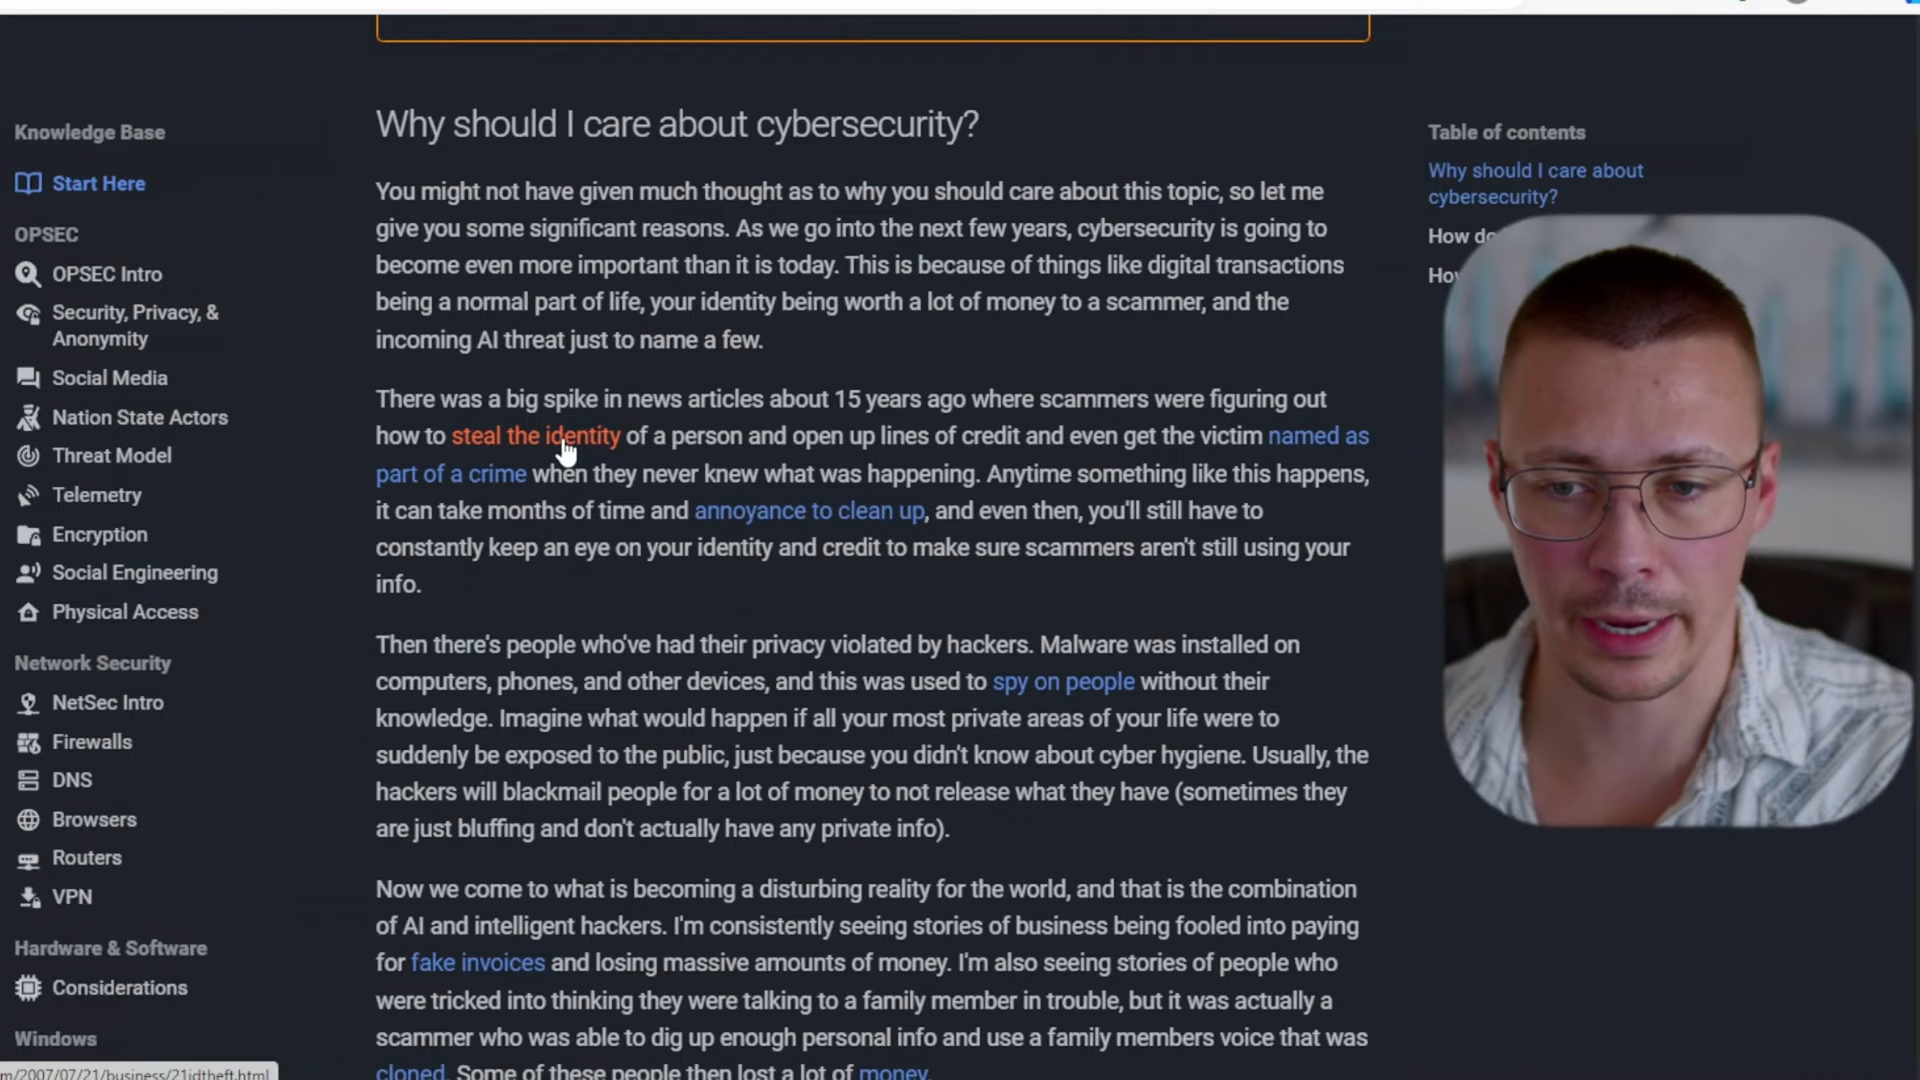 Knowledge Base
Start Here
OPSEC
OPSEC Intro
Security, Privacy, &
Anonymity
Social Media
Nation State Actors
Threat Model
Telemetry
Encryption
Social Engineering
Physical Access
Network Security
NetSec Intro
Firewalls
DNS
Browsers
Routers
VPN
Hardware & Software
Considerations
Windows
m/2007/07/21/business/21idtheft.html
Why should I care about cybersecurity?
You might not have given much thought as to why you should care about this topic, so let me
give you some significant reasons. As we go into the next few years, cybersecurity is going to
become even more important than it is today. This is because of things like digital transactions
being a normal part of life, your identity being worth a lot of money to a scammer, and the
incoming AI threat just to name a few.
There was a big spike in news articles about 15 years ago where scammers were figuring out
how to steal the identity of a person and open up lines of credit and even get the victim named as
part of a crime when they never knew what was happening. Anytime something like this happens,
it can take months of time and annoyance to clean up, and even then, you'll still have to
constantly keep an eye on your identity and credit to make sure scammers aren't still using your
info.
Then there's people who've had their privacy violated by hackers. Malware was installed on
computers, phones, and other devices, and this was used to spy on people without their
knowledge. Imagine what would happen if all your most private areas of your life were to
suddenly be exposed to the public, just because you didn't know about cyber hygiene. Usually, the
hackers will blackmail people for a lot of money to not release what they have (sometimes they
are just bluffing and don't actually have any private info).
Now we come to what is becoming a disturbing reality for the world, and that is the combination
of AI and intelligent hackers. I'm consistently seeing stories of business being fooled into paying
for fake invoices and losing massive amounts of money. I'm also seeing stories of people who
were tricked into thinking they were talking to a family member in trouble, but it was actually a
scammer who was able to dig up enough personal info and use a family members voice that was
cloned. Some of these people then lost a lot of money.
Table of contents
Why should I care about
cybersecurity?
How do
How